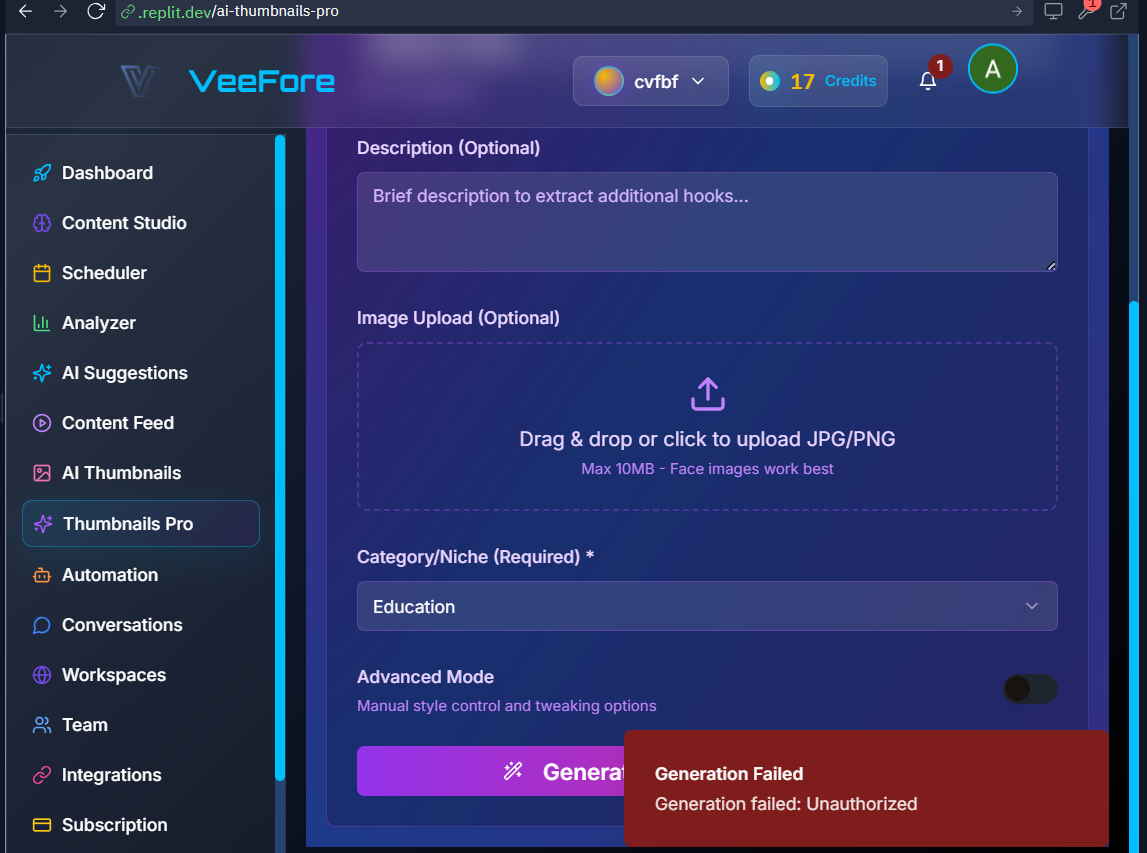 .replit.dev/ai-thumbnails-pro
1
VeeFore
cvfbf
17 Credits
1
A
Dashboard
Content Studio
Scheduler
Analyzer
AI Suggestions
Content Feed
AI Thumbnails
Thumbnails Pro
Automation
Conversations
Workspaces
Team
Integrations
Subscription
Description (Optional)
Brief description to extract additional hooks...
Image Upload (Optional)
Drag & drop or click to upload JPG/PNG
Max 10MB - Face images work best
Category/Niche (Required) *
Education
Advanced Mode
Manual style control and tweaking options
Generat
Generation Failed
Generation failed: Unauthorized